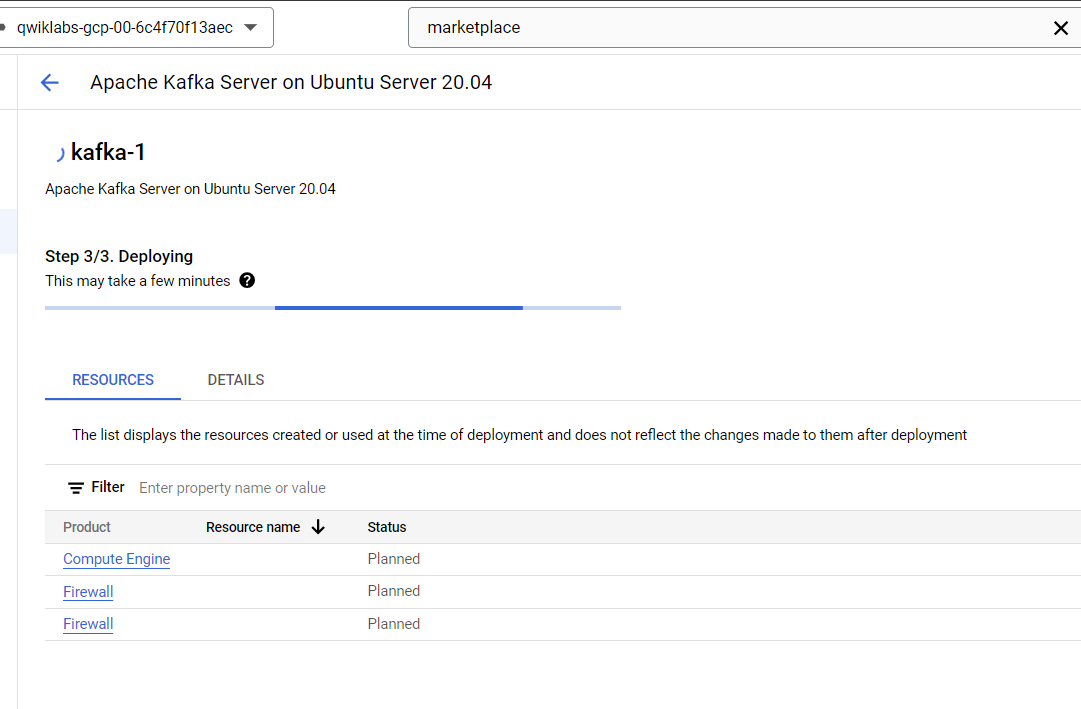 qwiklabs-gcp-00-6c4f70f13aec marketplace
Apache Kafka Server on Ubuntu Server 20.04
kafka-1
Apache Kafka Server on Ubuntu Server 20.04
Step 3/3. Deploying
This may take a few minutes ?
RESOURCES DETAILS
The list displays the resources created or used at the time of deployment and does not reflect the changes made to them after deployment
Filter Enter property name or value
Product Resource name Status
Compute Engine Planned
Firewall Planned
Firewall Planned